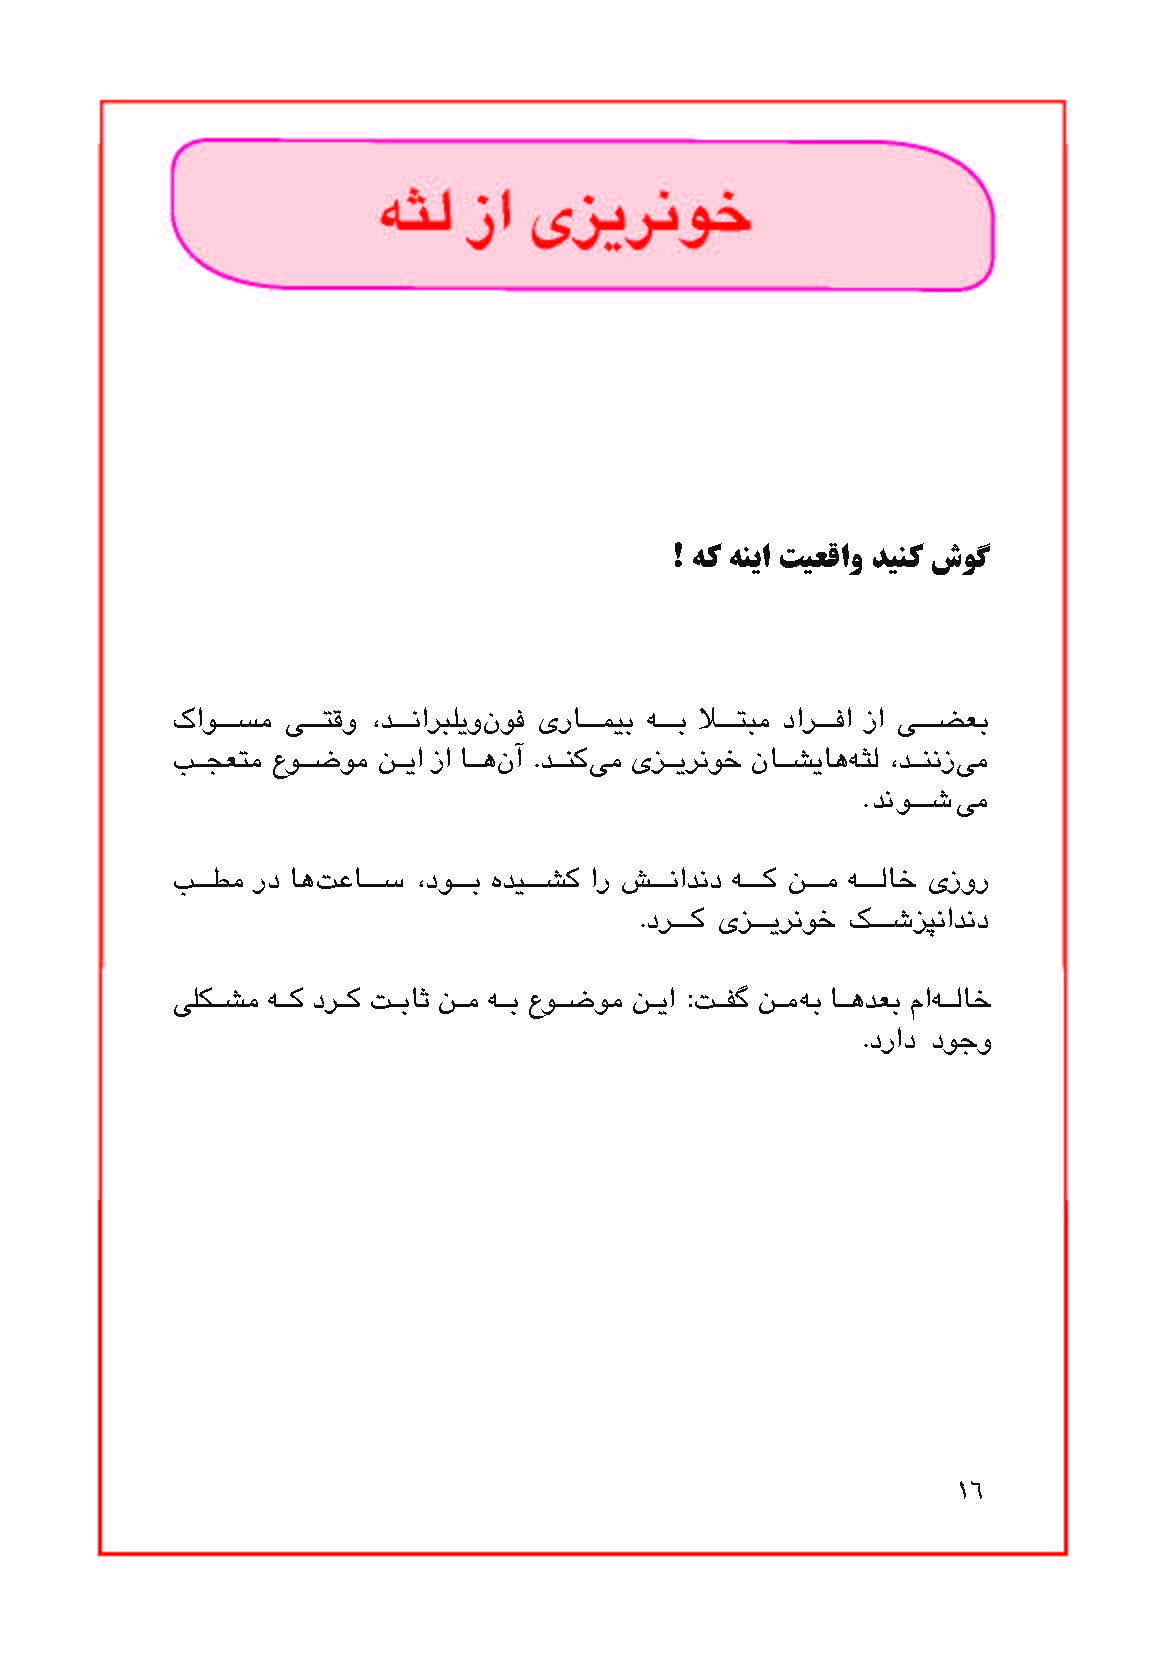 خونریزی از لثه
گوش کنید واقعیت اینه که !
بعضی از افراد مبتلا به بیماری فون‌ویلبراند، وقتی مسواک
می‌زنند، لثه‌هایشان خونریزی می‌کند. آن‌ها از این موضوع متعجب
می‌شوند.
روزی خاله من که دندانش را کشیده بود، ساعت‌ها در مطب
دندانپزشک خونریزی کرد.
خاله‌ام بعدها به‌من گفت: این موضوع به من ثابت کرد که مشکلی
وجود دارد.
١٦